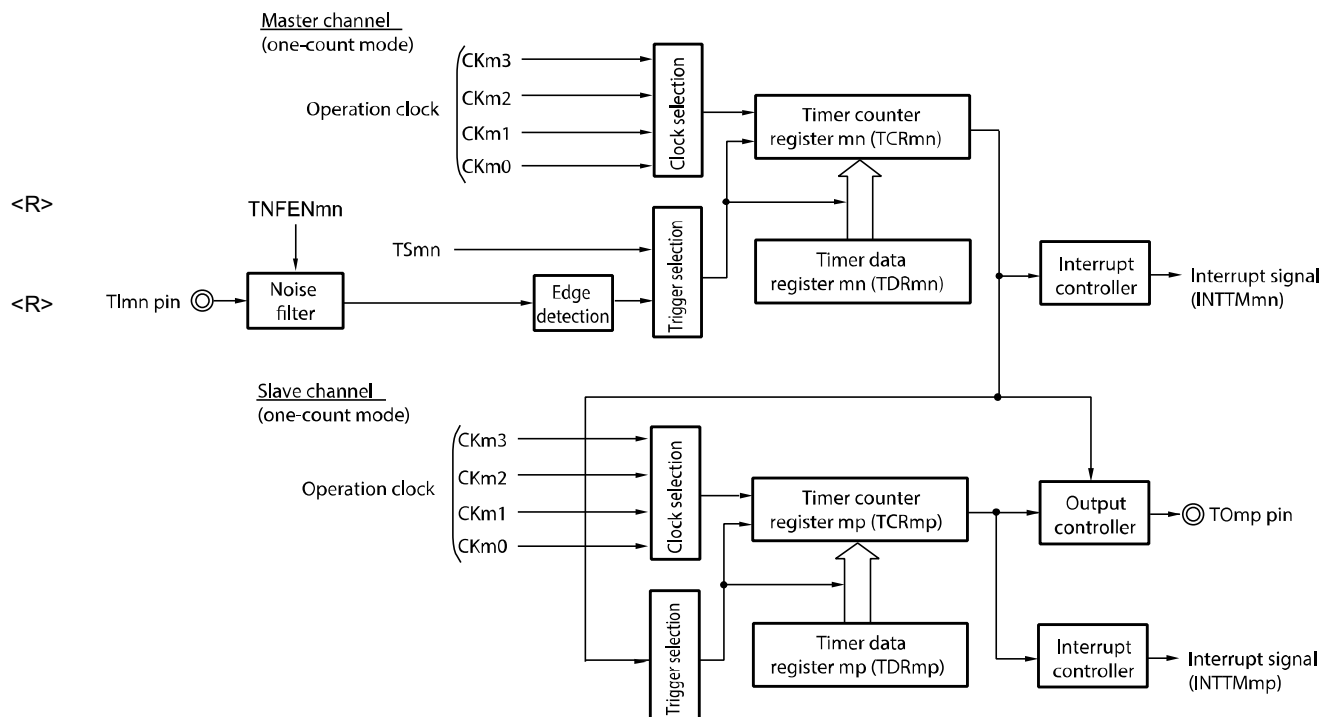 Master channel
(one-count mode)
CKm3
CKm2
Operation clock
CKm1
CKm0
Clock selection
Timer counter
register mn (TCRmn)
<R>
TNFENmn
TSmn
Trigger selection
Timer data
register mn (TDRmn)
Interrupt
controller
Interrupt signal
(INTTMmn)
<R>
TImn pin
Noise
filter
Edge
detection
Slave channel
(one-count mode)
CKm3
CKm2
Operation clock
CKm1
CKm0
Clock selection
Timer counter
register mp (TCRmp)
Output
controller
TOmp pin
Trigger selection
Timer data
register mp (TDRmp)
Interrupt
controller
Interrupt signal
(INTTMmp)